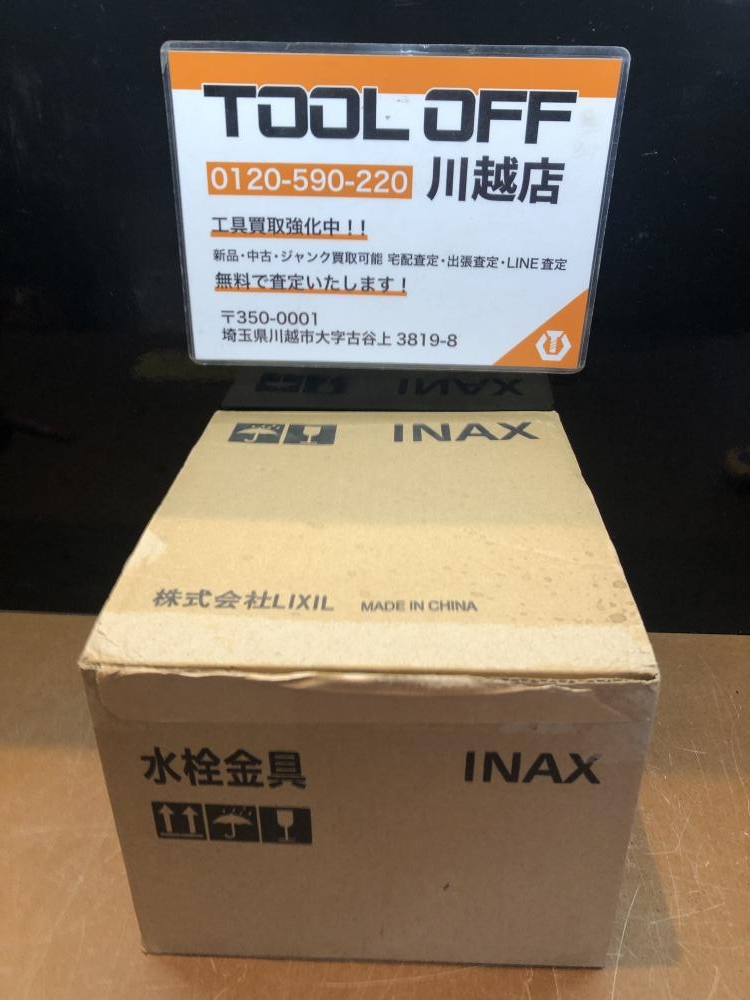 TOOL OFF
0120-590-220 川越店
工具買取強化中！！
新品・中古・ジャンク買取可能 宅配査定・出張査定・LINE査定
無料で査定いたします！
〒350-0001
埼玉県川越市大字古谷上 3819-8
INAX
株式会社LIXIL MADE IN CHINA
水栓金具 INAX